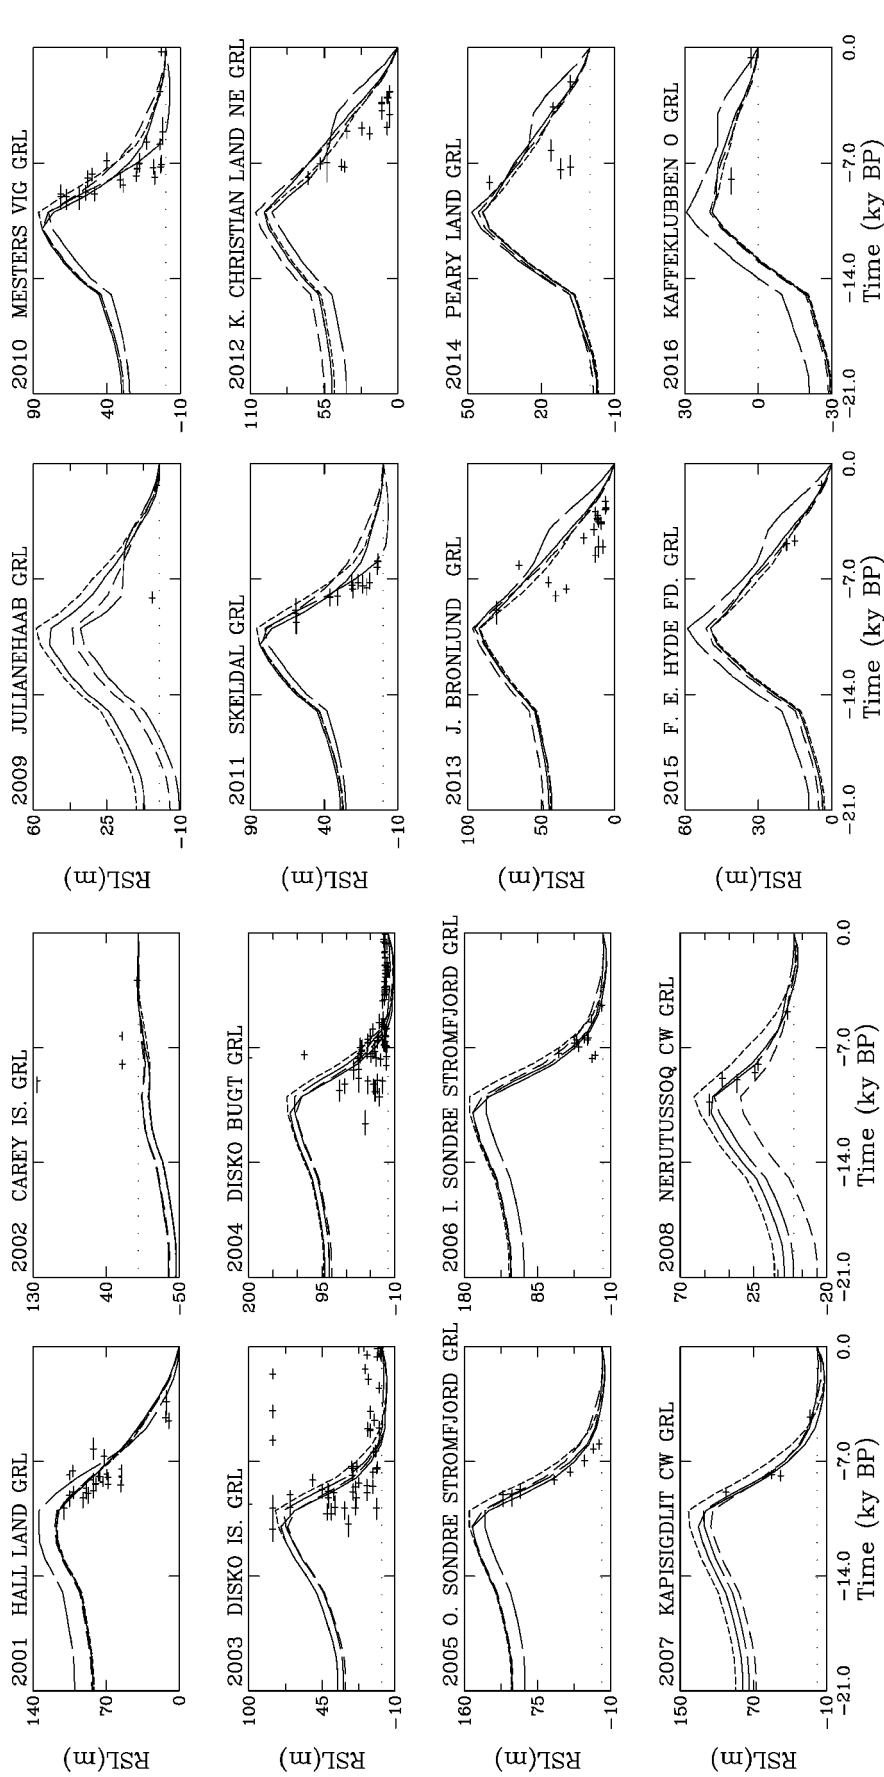 2001 HALL LAND GRL
140
70
0
RSL(m)
2002 CAREY IS. GRL
130
40
−50
2009 JULIANEHAAB GRL
60
25
−10
RSL(m)
2010 MESTERS VIG GRL
90
40
−10
2003 DISKO IS. GRL
100
45
−10
RSL(m)
2004 DISKO BUGT GRL
200
95
−10
2011 SKELDAL GRL
90
40
−10
RSL(m)
2012 K. CHRISTIAN LAND NE GRL
110
55
0
2005 O. SONDRE STROMFJORD GRL
160
75
−10
RSL(m)
2006 I. SONDRE STROMFJORD GRL
180
85
−10
2013 J. BRONLUND GRL
100
50
0
RSL(m)
2014 PEARY LAND GRL
50
20
−10
2007 KAPISIGDLIT CW GRL
150
70
−10
RSL(m)
−21.0 −14.0 −7.0 0.0
Time (ky BP)
2008 NERUTUSSOQ CW GRL
70
25
−20
−21.0 −14.0 −7.0 0.0
Time (ky BP)
2015 F. E. HYDE FD. GRL
60
30
0
RSL(m)
−21.0 −14.0 −7.0 0.0
Time (ky BP)
2016 KAFFEKLUBBEN O GRL
30
0
−30
−21.0 −14.0 −7.0 0.0
Time (ky BP)